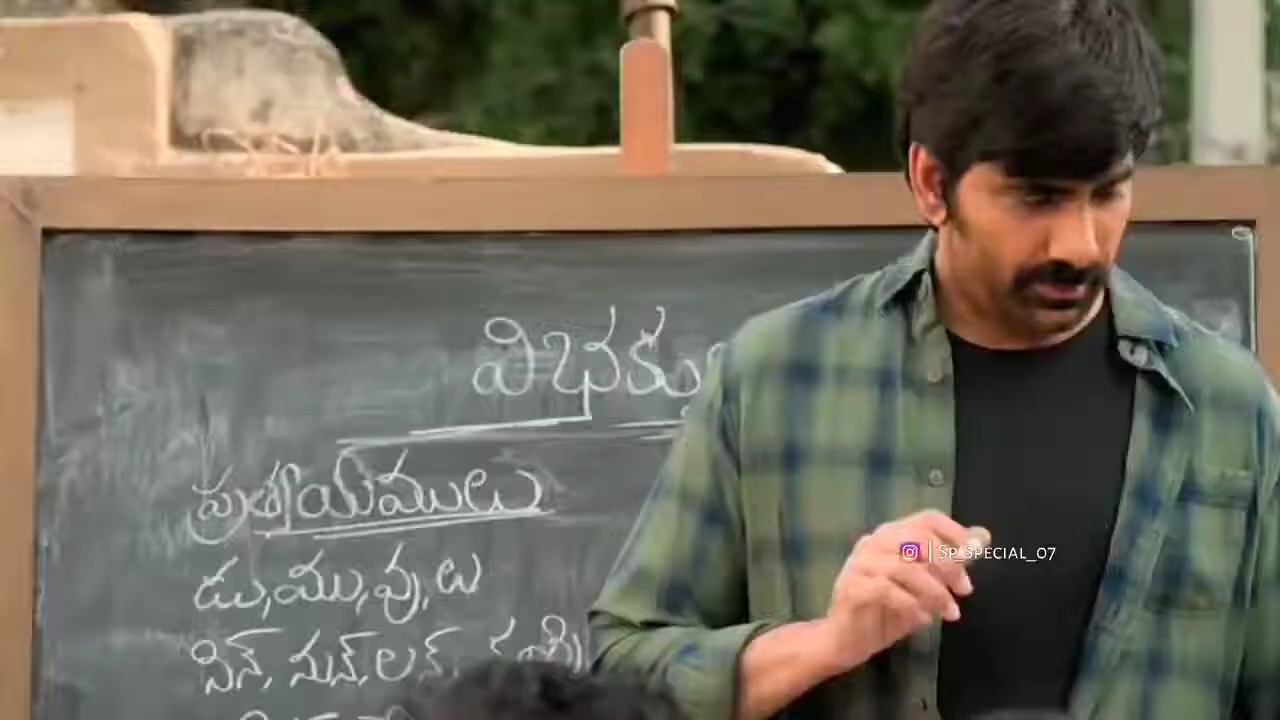 ప్రత్యయములు
డు, ము, వు, లు
నిన్, నున్, లన్,
SP_SPECIAL_07